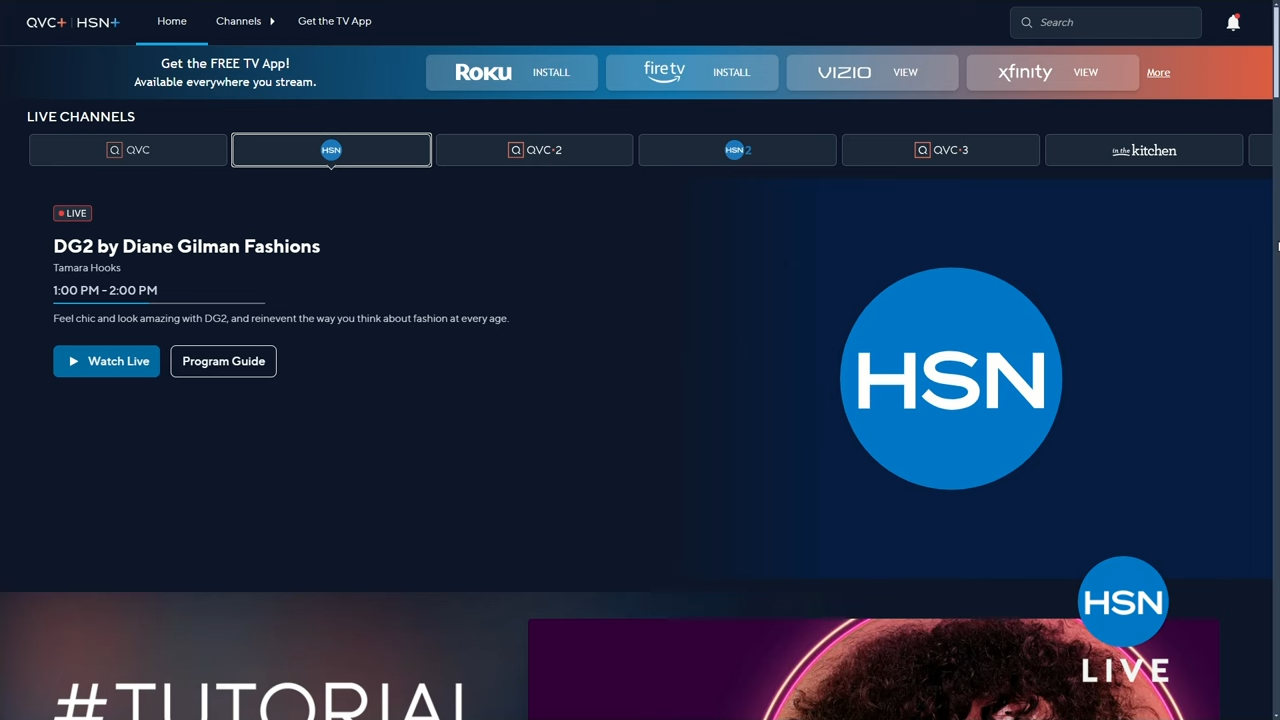 QVC+ | HSN+
Home
Channels
Get the TV App
Search
Get the FREE TV App!
Available everywhere you stream.
Roku INSTALL
fire tv INSTALL
VIZIO VIEW
xfinity VIEW
More
LIVE CHANNELS
Q QVC
HSN
Q QVC•2
HSN 2
Q QVC•3
in the kitchen
LIVE
DG2 by Diane Gilman Fashions
Tamara Hooks
1:00 PM - 2:00 PM
Feel chic and look amazing with DG2, and reinevent the way you think about fashion at every age.
Watch Live
Program Guide
HSN
HSN
LIVE
#TUTORIAL